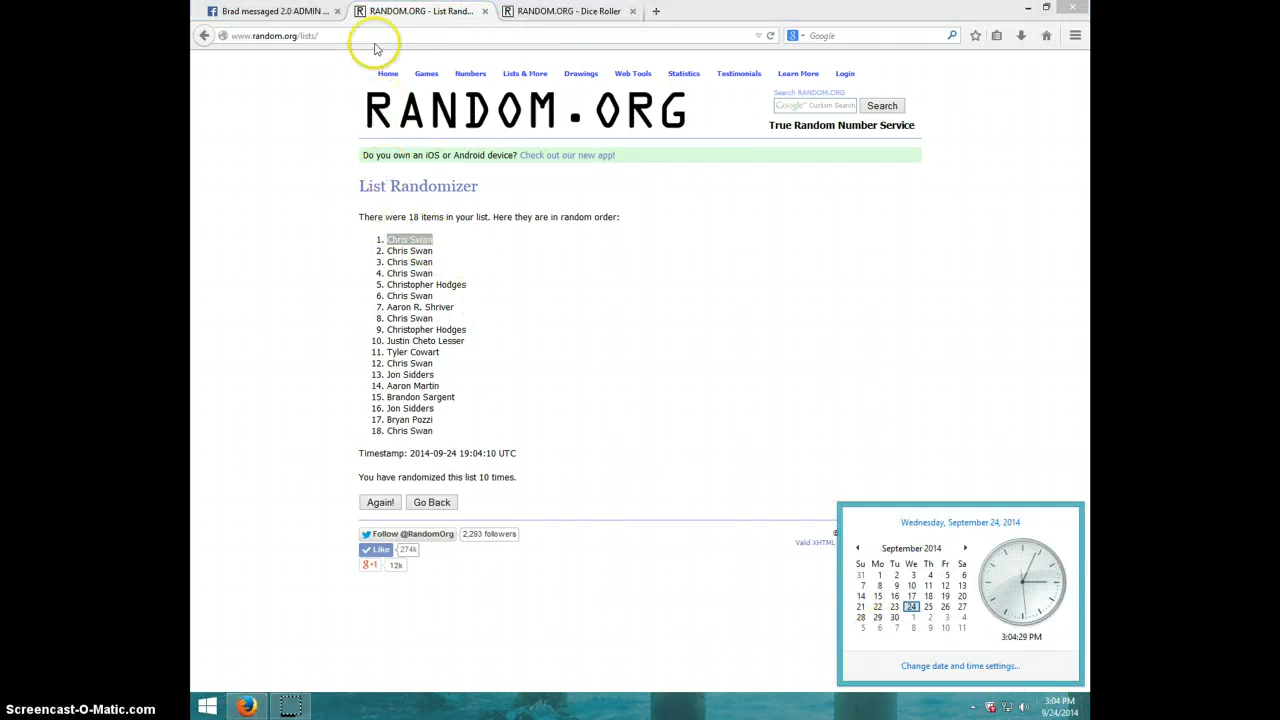 Brad messaged 2.0 ADMIN ...
RANDOM.ORG - List Rand...
RANDOM.ORG - Dice Roller
www.random.org/lists/
Google
Home Games Numbers Lists & More Drawings Web Tools Statistics Testimonials Learn More Login
RANDOM.ORG
Search RANDOM.ORG
Google™ Custom Search
Search
True Random Number Service
Do you own an iOS or Android device? Check out our new app!
List Randomizer
There were 18 items in your list. Here they are in random order:
1. Chris Swan
2. Chris Swan
3. Chris Swan
4. Chris Swan
5. Christopher Hodges
6. Chris Swan
7. Aaron R. Shriver
8. Chris Swan
9. Christopher Hodges
10. Justin Cheto Lesser
11. Tyler Cowart
12. Chris Swan
13. Jon Sidders
14. Aaron Martin
15. Brandon Sargent
16. Jon Sidders
17. Bryan Pozzi
18. Chris Swan
Timestamp: 2014-09-24 19:04:10 UTC
You have randomized this list 10 times.
Again! Go Back
Follow @RandomOrg 2,293 followers
Like 274k
g+1 12k
©
Valid XHTML
Wednesday, September 24, 2014
September 2014
Su Mo Tu We Th Fr Sa
31 1 2 3 4 5 6
7 8 9 10 11 12 13
14 15 16 17 18 19 20
21 22 23 24 25 26 27
28 29 30 1 2 3 4
5 6 7 8 9 10 11
3:04:29 PM
Change date and time settings...
3:04 PM
9/24/2014
Screencast-O-Matic.com